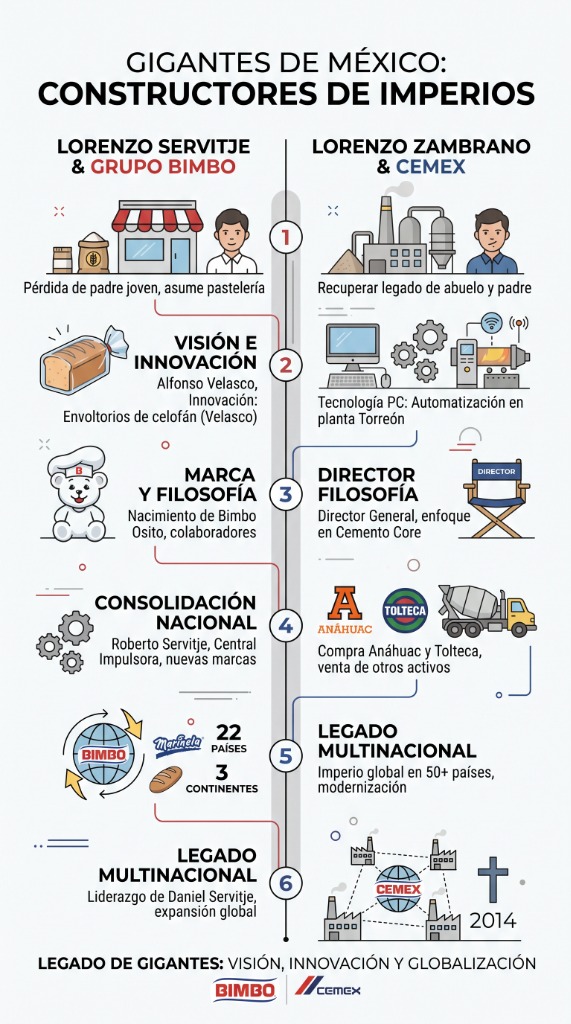 GIGANTES DE MÉXICO:
CONSTRUCTORES DE IMPERIOS
LORENZO SERVITJE
& GRUPO BIMBO
LORENZO ZAMBRANO
& CEMEX
1
Pérdida de padre joven, asume pastelería
Recuperar legado de abuelo y padre
VISIÓN E
INNOVACIÓN
Alfonso Velasco,
Innovación:
Envoltorios de celofán (Velasco)
2
Tecnología PC: Automatización en
planta Torreón
B
MARCA
Y FILOSOFÍA
Nacimiento de Bimbo
Osito, colaboradores
3
DIRECTOR
FILOSOFÍA
Director General, enfoque
en Cemento Core
DIRECTOR
CONSOLIDACIÓN
NACIONAL
Roberto Servitje, Central
Impulsora, nuevas marcas
4
A
ANÁHUAC
TOLTECA
Compra Anáhuac y Tolteca,
venta de otros activos
BIMBO
Marinela
22
PAÍSES
3
CONTINENTES
5
LEGADO
MULTINACIONAL
Imperio global en 50+ países,
modernización
LEGADO
MULTINACIONAL
Liderazgo de Daniel Servitje,
expansión global
6
CEMEX
2014
LEGADO DE GIGANTES: VISIÓN, INNOVACIÓN Y GLOBALIZACIÓN
BIMBO
CEMEX